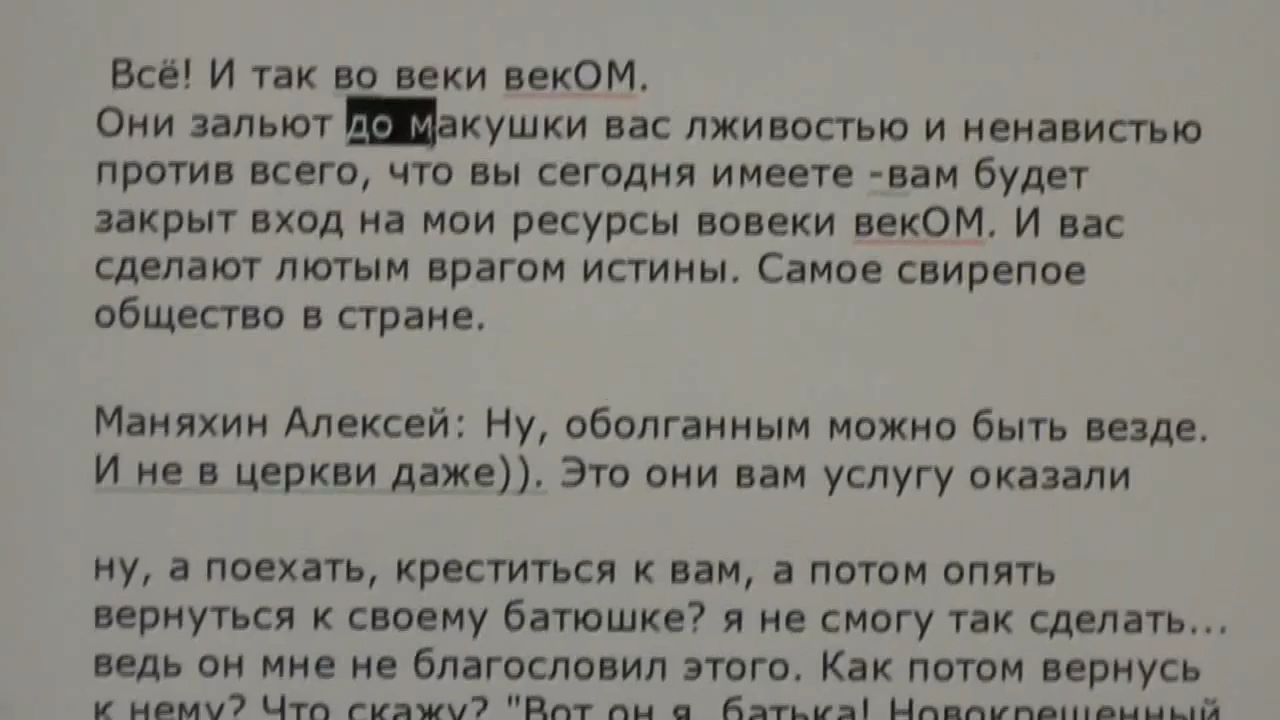 Всё! И так во веки векОМ.
Они зальют до макушки вас лживостью и ненавистью
против всего, что вы сегодня имеете -вам будет
закрыт вход на мои ресурсы вовеки векОМ. И вас
сделают лютым врагом истины. Самое свирепое
общество в стране.
Маняхин Алексей: Ну, оболганным можно быть везде.
И не в церкви даже)). Это они вам услугу оказали
ну, а поехать, креститься к вам, а потом опять
вернуться к своему батюшке? я не смогу так сделать...
ведь он мне не благословил этого. Как потом вернусь
к нему? Что скажу? "Вот он я, батька! Новокрещенный